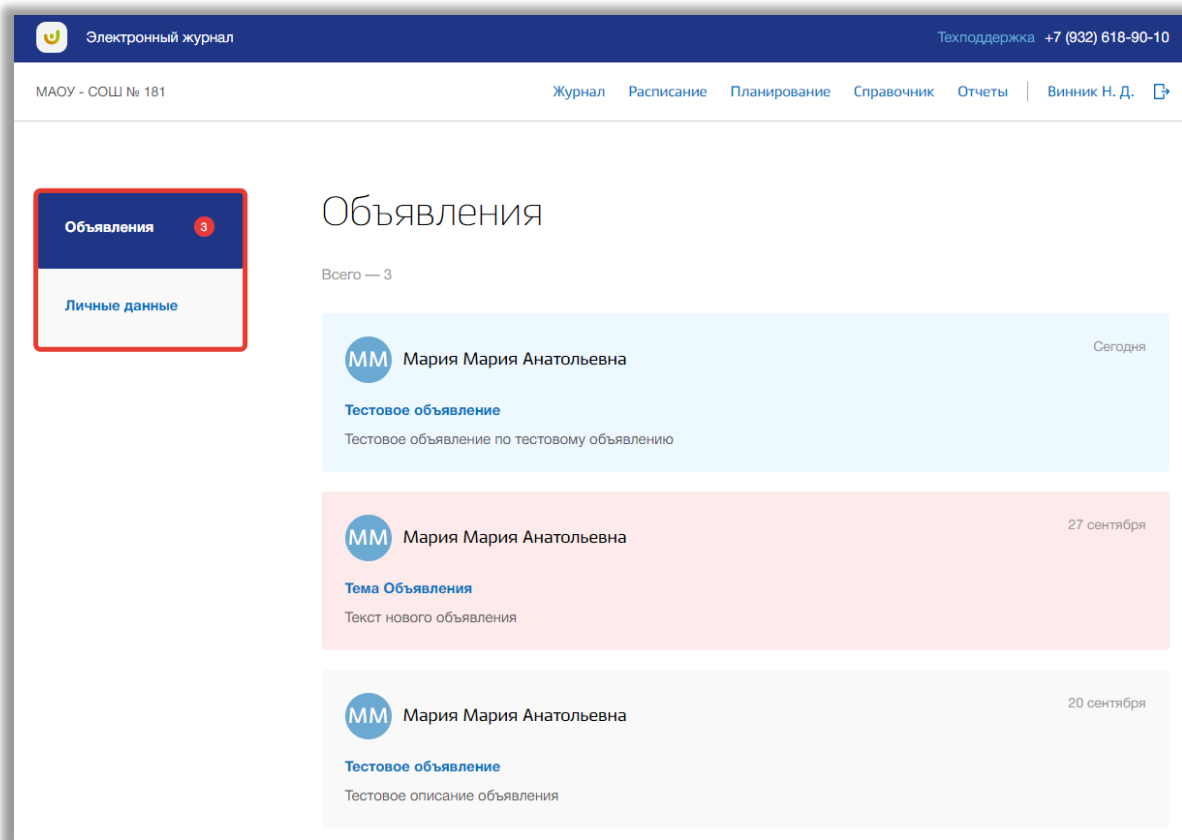 Электронный журнал
Техподдержка +7 (932) 618-90-10
МАОУ - СОШ № 181
Журнал Расписание Планирование Справочник Отчеты Винник Н. Д.
Объявления 3
Личные данные
Объявления
Всего — 3
ММ Мария Мария Анатольевна Сегодня
Тестовое объявление
Тестовое объявление по тестовому объявлению
ММ Мария Мария Анатольевна 27 сентября
Тема Объявления
Текст нового объявления
ММ Мария Мария Анатольевна 20 сентября
Тестовое объявление
Тестовое описание объявления